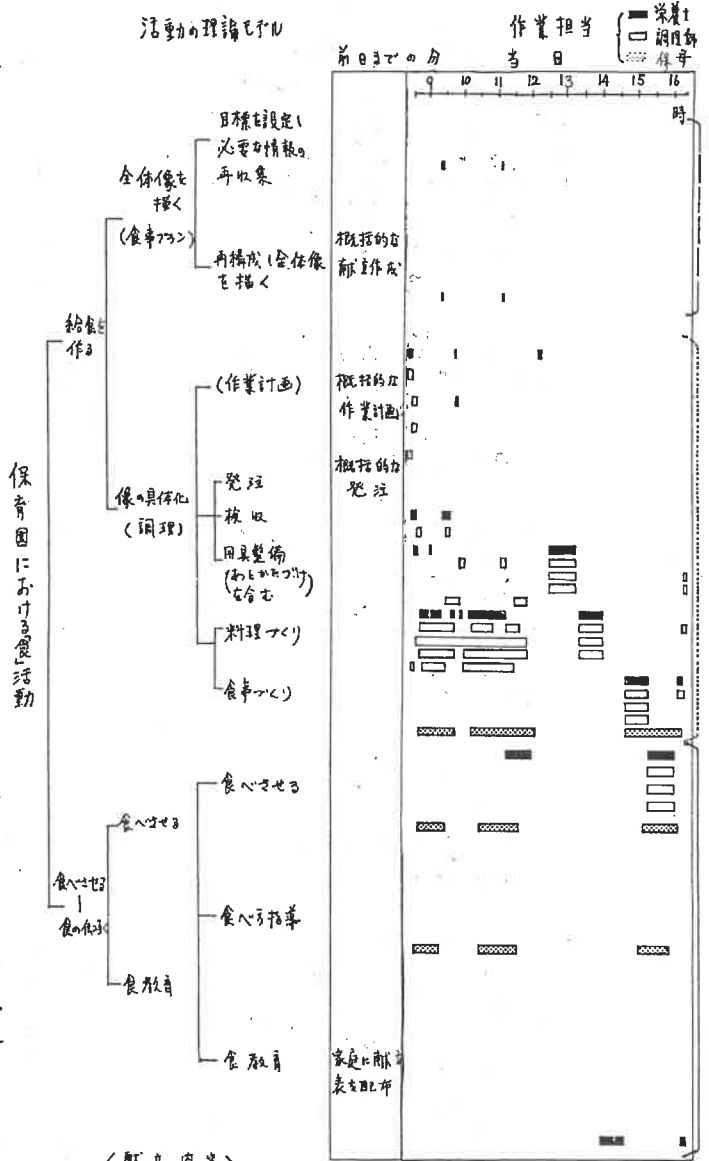 活動の理論モデル
作業担当
栄養士
調理師
保母
前日までの分
当日
9 10 11 12 13 14 15 16
時
目標を設定し
必要な情報の
再収集
全体像を
描く
(食事プラン)
再構成し全体像
を描く
概括的な
献立作成
給食を
作る
(作業計画)
概括的な
作業計画
像の具体化
(調理)
発注
検収
用具整備
(あとかたづけ
を含む)
概括的な
発注
料理づくり
食事づくり
保育園における「食」活動
食べさせる
食べさせる
食べさせる
食の伝承
食べ方指導
食教育
食教育
家庭に献立
表を配布
(献立内容)